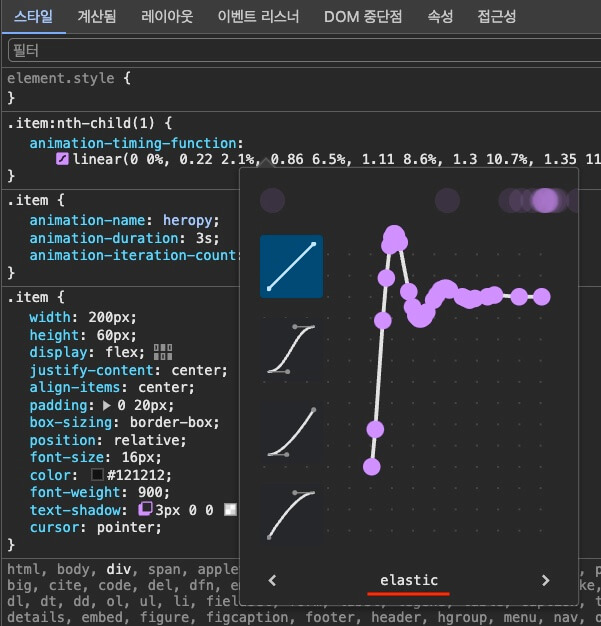 스타일 계산됨 레이아웃 이벤트 리스너 DOM 중단점 속성 접근성
필터
element.style {
}
.item:nth-child(1) {
animation-timing-function:
linear(0 0%, 0.22 2.1%, 0.86 6.5%, 1.11 8.6%, 1.3 10.7%, 1.35 11
}
.item {
animation-name: heropy;
animation-duration: 3s;
animation-iteration-count:
}
.item {
width: 200px;
height: 60px;
display: flex;
justify-content: center;
align-items: center;
padding: 0 20px;
box-sizing: border-box;
position: relative;
font-size: 16px;
color: #121212;
font-weight: 900;
text-shadow: 3px 0 0
cursor: pointer;
}
elastic
html, body, div, span, apple
big, cite, code, del, dfn, e
dl, dt, dd, ol, ul, li, fiel
details, embed, figure, figcaption, footer, header, hgroup, menu, nav, o